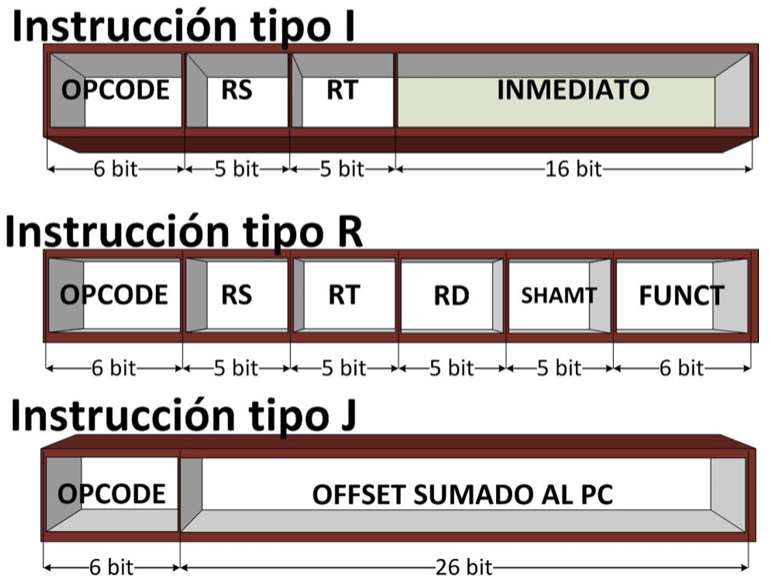 Instrucción tipo I
OPCODE RS RT INMEDIATO
6 bit 5 bit 5 bit 16 bit
Instrucción tipo R
OPCODE RS RT RD SHAMT FUNCT
6 bit 5 bit 5 bit 5 bit 5 bit 6 bit
Instrucción tipo J
OPCODE OFFSET SUMADO AL PC
6 bit 26 bit